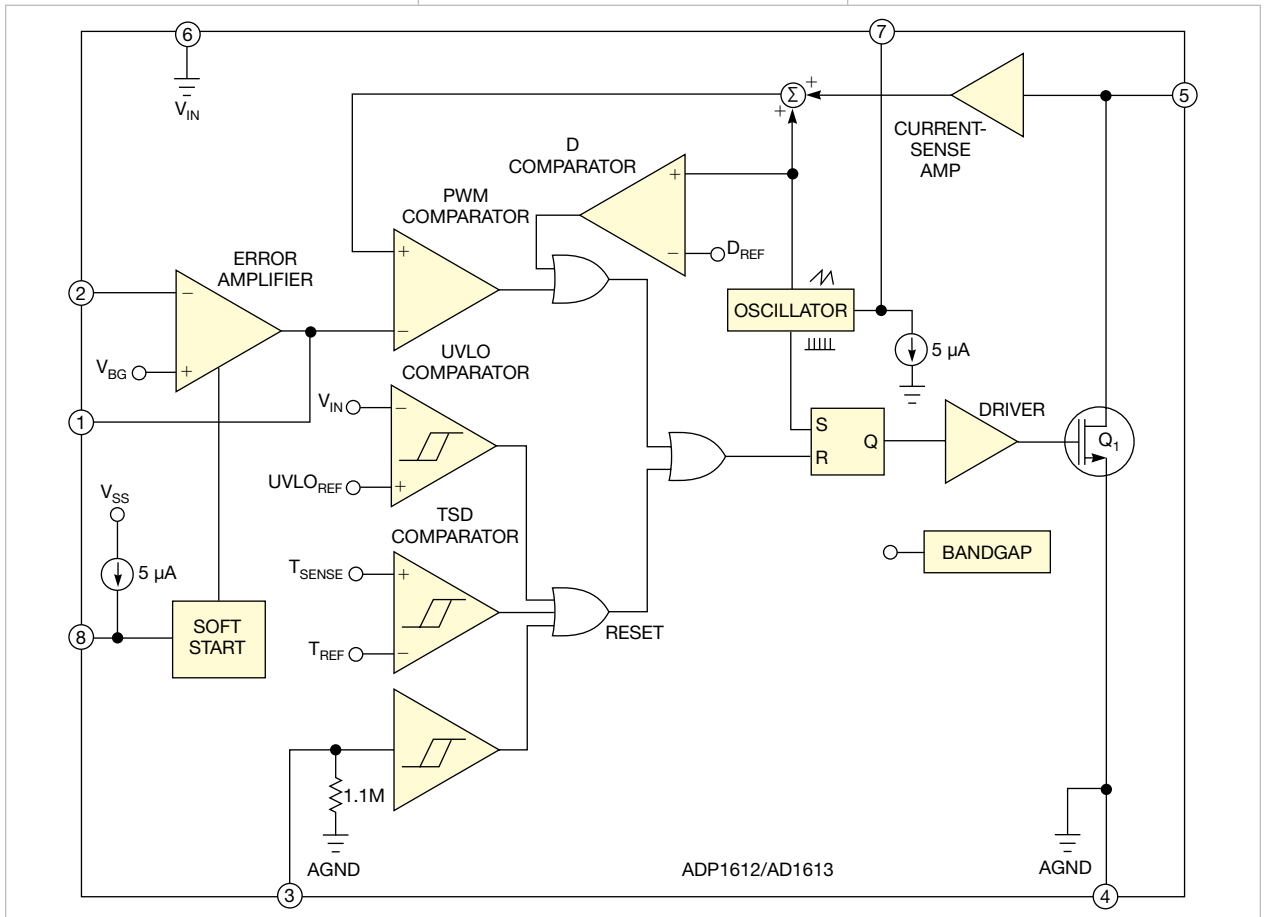 6
7
V_IN
Σ
+
+
5
CURRENT-
SENSE
AMP
D
COMPARATOR
+
−
D_REF
PWM
COMPARATOR
+
−
ERROR
AMPLIFIER
2
−
V_BG
+
1
OSCILLATOR
5 µA
UVLO
COMPARATOR
V_IN
−
UVLO_REF
+
S
R
Q
DRIVER
Q_1
V_SS
5 µA
8
SOFT
START
TSD
COMPARATOR
T_SENSE
+
T_REF
−
RESET
BANDGAP
1.1M
AGND
3
ADP1612/AD1613
AGND
4